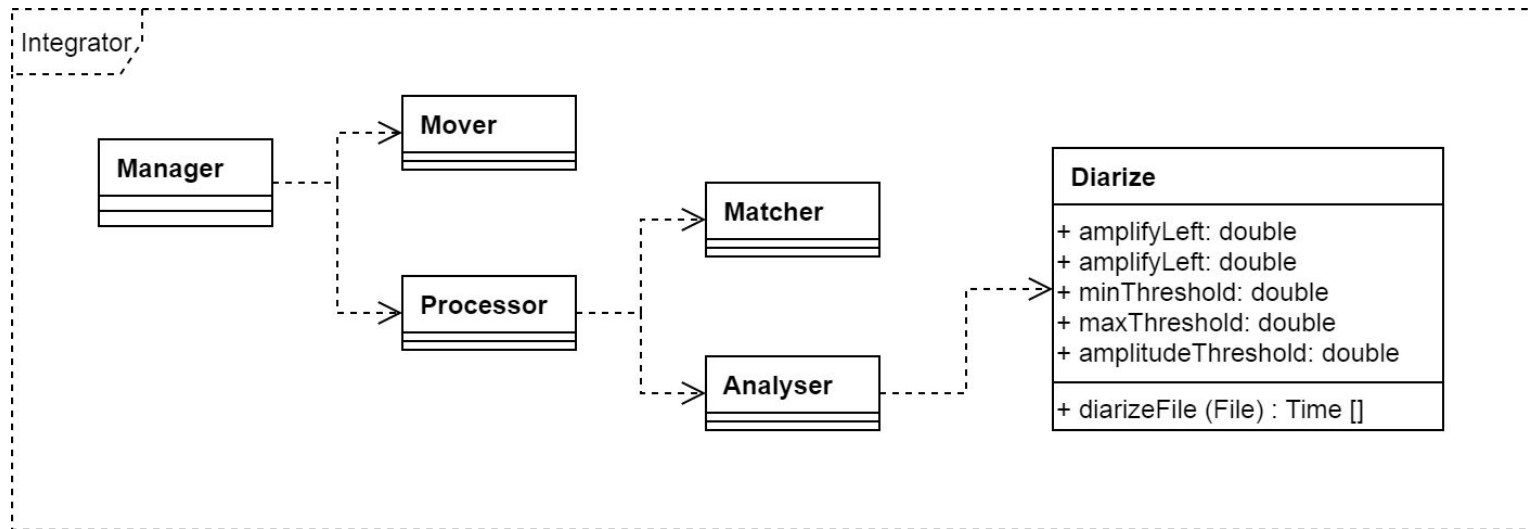 Integrator
Manager
Mover
Processor
Matcher
Analyser
Diarize
+ amplifyLeft: double
+ amplifyLeft: double
+ minThreshold: double
+ maxThreshold: double
+ amplitudeThreshold: double
+ diarizeFile (File) : Time []